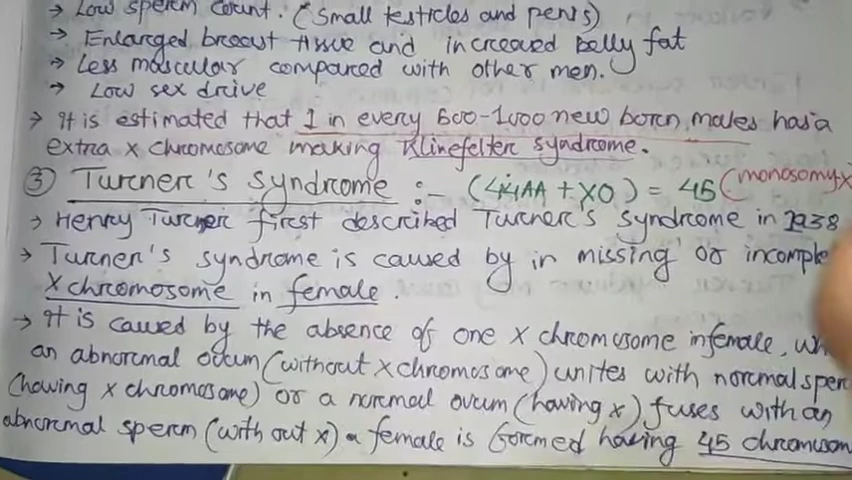 → Low sperm count. (Small testicles and penis)
→ Enlarged breast tissue and increased belly fat
→ Less moscular compared with other men.
→ Low sex drive
→ It is estimated that 1 in every 600-1000 new born males has a
extra x chromosome making Klinefelter syndrome.
③ Turner's syndrome :- (44AA + XO) = 45 (monosomy x
→ Henry Turner first described Turner's syndrome in 1938
→ Turner's syndrome is caused by in missing or incomple
X chromosome in female.
→ It is caused by the absence of one X chromosome in female,
an abnormal ovum (without x chromosome) unites with normal sper
(having x chromosome) or a normal ovum (having x) fuses with an
abnormal sperm (with out x) a female is formed having 45 chromosom